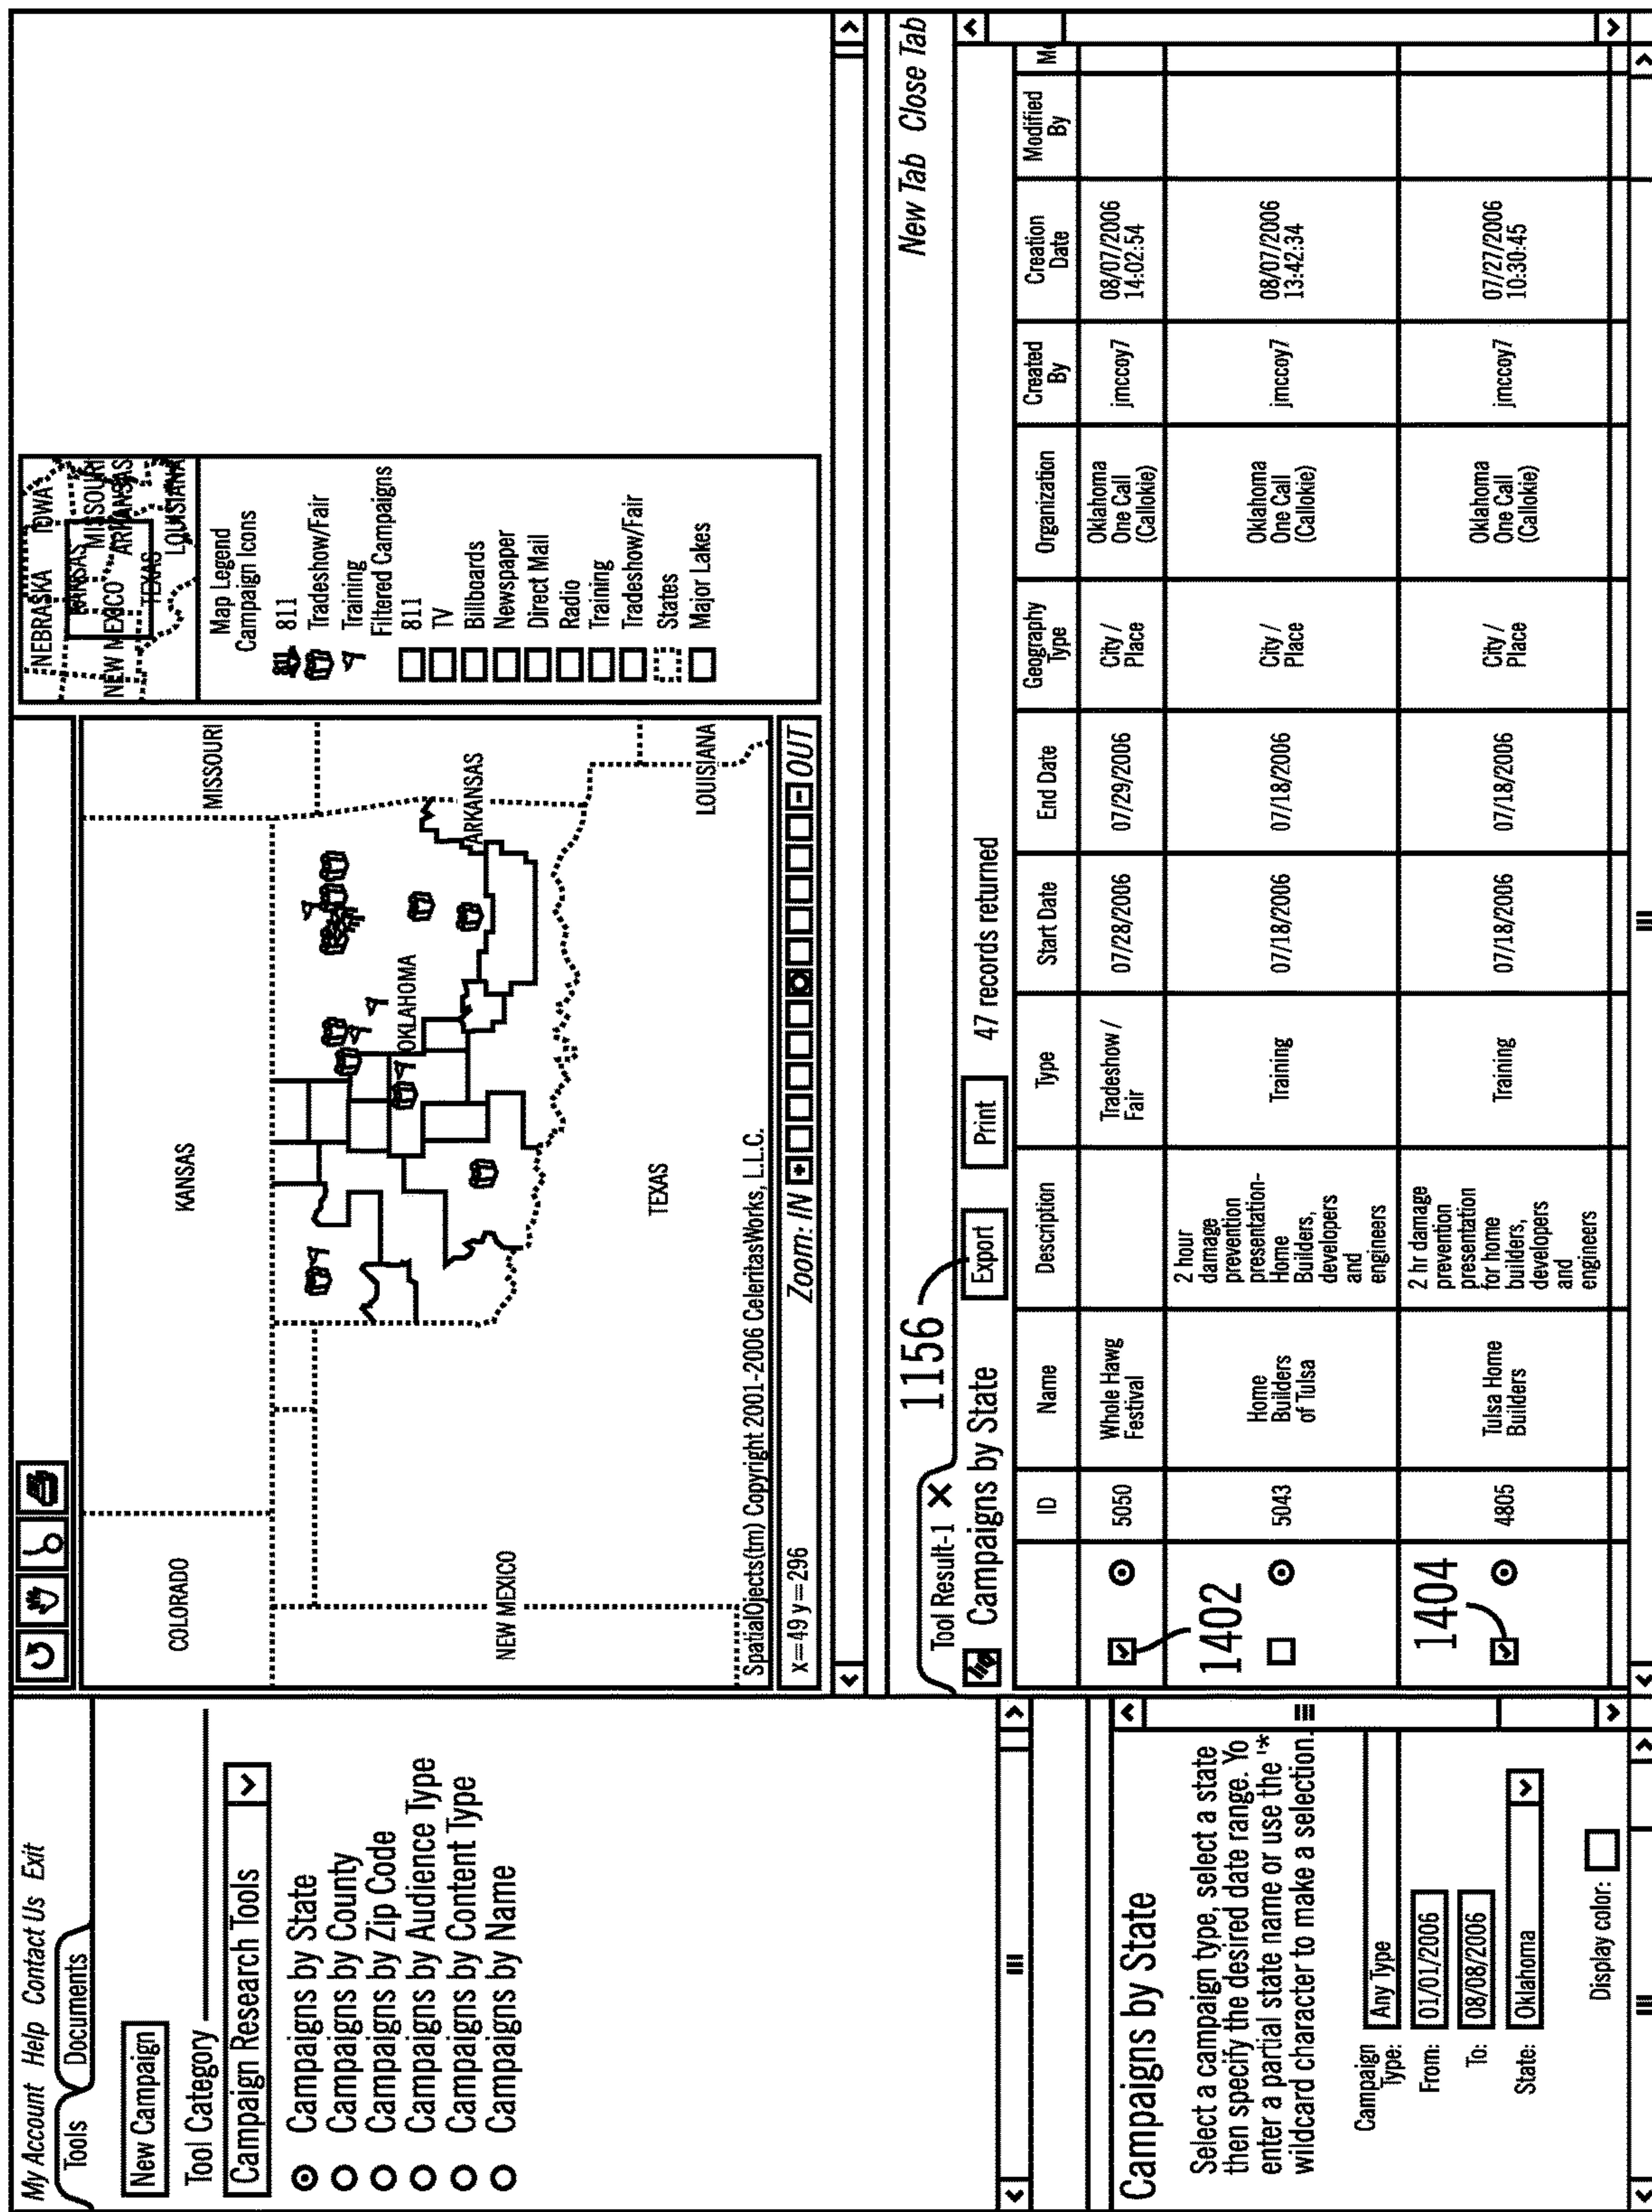 My Account Help Contact Us Exit
Tools Documents
New Campaign
Tool Category
Campaign Research Tools
Campaigns by State
Campaigns by County
Campaigns by Zip Code
Campaigns by Audience Type
Campaigns by Content Type
Campaigns by Name
Campaigns by State
Select a campaign type, select a state
then specify the desired date range. Yo
enter a partial state name or use the '*
wildcard character to make a selection.
Campaign
Type: Any Type
From: 01/01/2006
To: 08/08/2006
State: Oklahoma
Display color:
COLORADO
KANSAS
MISSOURI
OKLAHOMA
ARKANSAS
NEW MEXICO
TEXAS
LOUISIANA
SpatialOjects(tm) Copyright 2001-2006 CeleritasWorks, L.L.C.
x=49 y=296 Zoom: IN OUT
NEBRASKA IOWA
KANSAS MISSOURI
NEW MEXICO ARKANSAS
TEXAS
LOUISIANA
Map Legend
Campaign Icons
811 811
Tradeshow/Fair
Training
Filtered Campaigns
811
TV
Billboards
Newspaper
Direct Mail
Radio
Training
Tradeshow/Fair
States
Major Lakes
Tool Result-1 X 1156 New Tab Close Tab
Campaigns by State Export Print 47 records returned
ID Name Description Type Start Date End Date Geography
Type Organization Created
By Creation
Date Modified
By Mo
5050 Whole Hawg
Festival Tradeshow /
Fair 07/28/2006 07/29/2006 City /
Place Oklahoma
One Call
(Callokie) jmccoy7 08/07/2006
14:02:54
1402
5043 Home
Builders
of Tulsa 2 hour
damage
prevention
presentation-
Home
Builders,
developers
and
engineers Training 07/18/2006 07/18/2006 City /
Place Oklahoma
One Call
(Callokie) jmccoy7 08/07/2006
13:42:34
1404
4805 Tulsa Home
Builders 2 hr damage
prevention
presentation
for home
builders,
developers
and
engineers Training 07/18/2006 07/18/2006 City /
Place Oklahoma
One Call
(Callokie) jmccoy7 07/27/2006
10:30:45